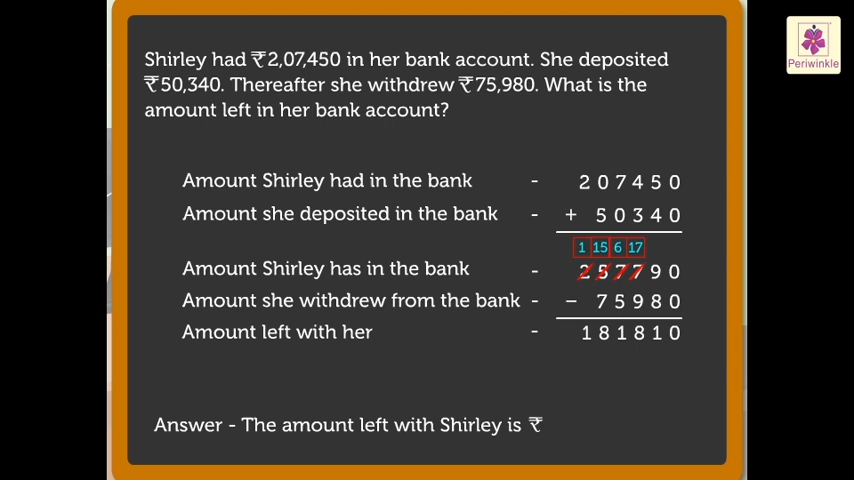 Shirley had ₹2,07,450 in her bank account. She deposited
₹50,340. Thereafter she withdrew ₹75,980. What is the
amount left in her bank account?
Periwinkle
Amount Shirley had in the bank - 2 0 7 4 5 0
Amount she deposited in the bank - + 5 0 3 4 0
1 15 6 17
Amount Shirley has in the bank - 2 5 7 7 9 0
Amount she withdrew from the bank - − 7 5 9 8 0
Amount left with her - 1 8 1 8 1 0
Answer - The amount left with Shirley is ₹